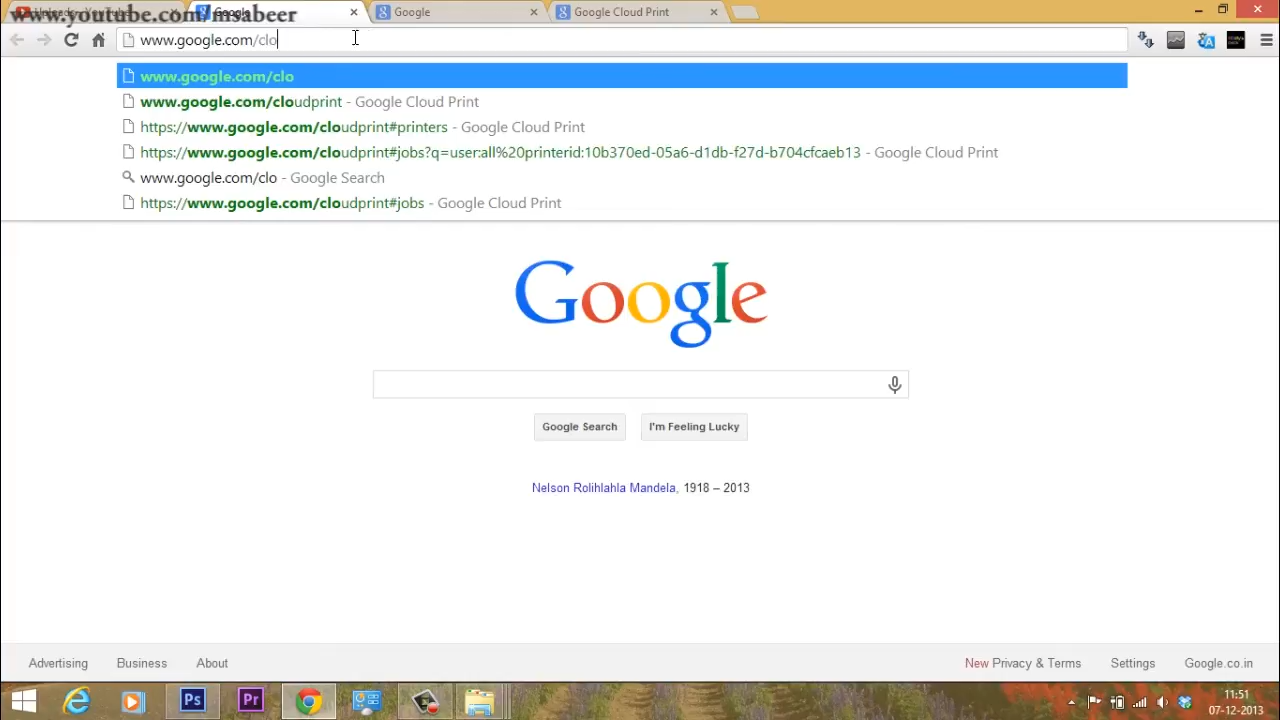 www.youtube.com/msabeer
Google
Google
Google Cloud Print
www.google.com/clo
www.google.com/clo
www.google.com/cloudprint - Google Cloud Print
https://www.google.com/cloudprint#printers - Google Cloud Print
https://www.google.com/cloudprint#jobs?q=user:all%20printerid:10b370ed-05a6-d1db-f27d-b704cfcaeb13 - Google Cloud Print
www.google.com/clo - Google Search
https://www.google.com/cloudprint#jobs - Google Cloud Print
Google
Google Search
I'm Feeling Lucky
Nelson Rolihlahla Mandela, 1918 – 2013
Advertising Business About New Privacy & Terms Settings Google.co.in
Ps Pr
11:51
07-12-2013